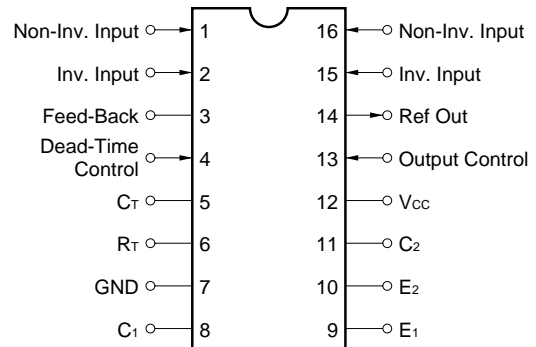 Non-Inv. Input 1 16 Non-Inv. Input
Inv. Input 2 15 Inv. Input
Feed-Back 3 14 Ref Out
Dead-Time
Control 4 13 Output Control
CT 5 12 VCC
RT 6 11 C2
GND 7 10 E2
C1 8 9 E1